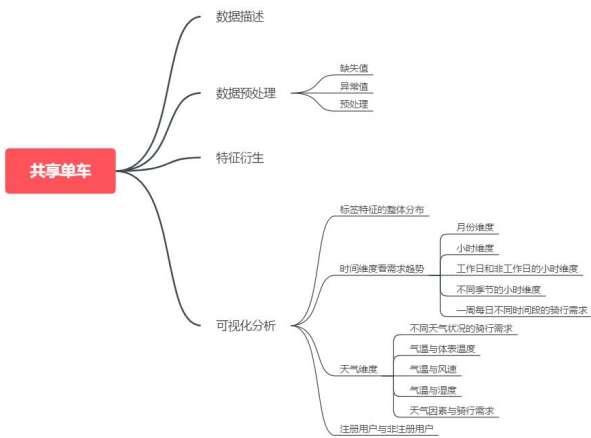 共享单车
数据描述
数据预处理
缺失值
异常值
预处理
特征衍生
可视化分析
标签特征的整体分布
时间维度看需求趋势
月份维度
小时维度
工作日和非工作日的小时维度
不同季节的小时维度
一周每日不同时间段的骑行需求
天气维度
不同天气状况的骑行需求
气温与体表温度
气温与风速
气温与湿度
天气因素与骑行需求
注册用户与非注册用户